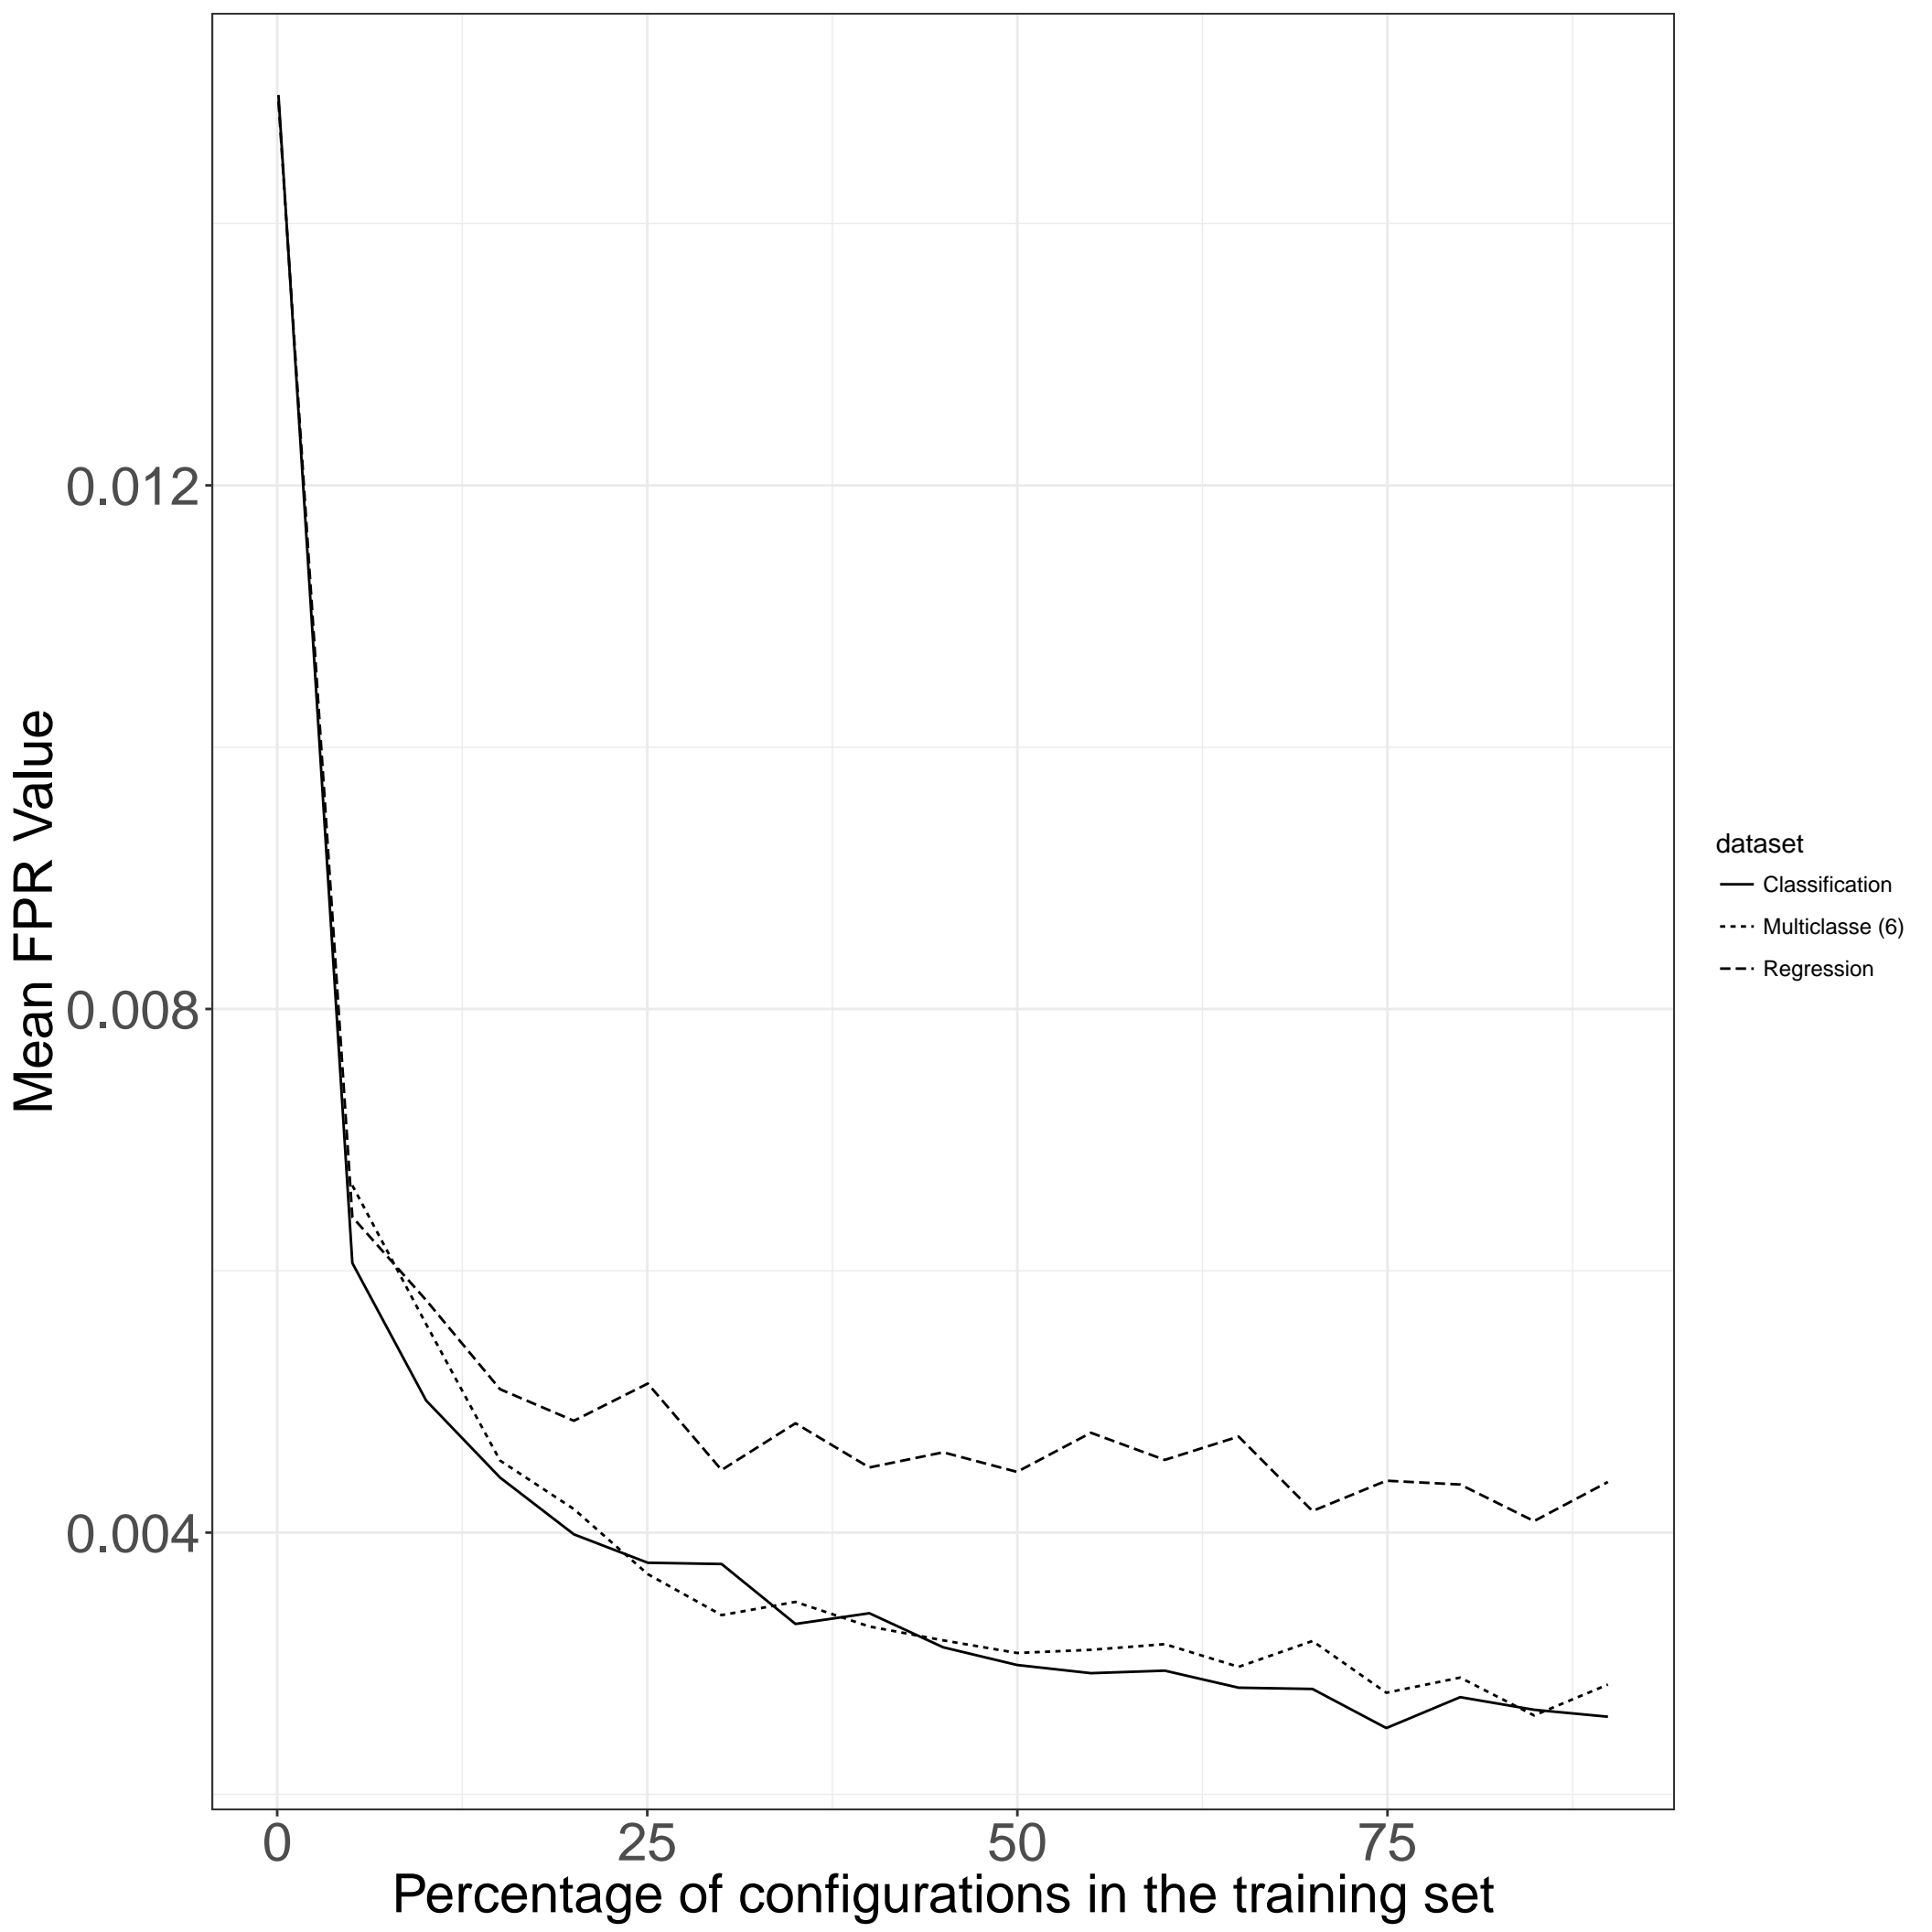 0.012
0.008
0.004
Mean FPR Value
0 25 50 75
Percentage of configurations in the training set
dataset
Classification
Multiclasse (6)
Regression